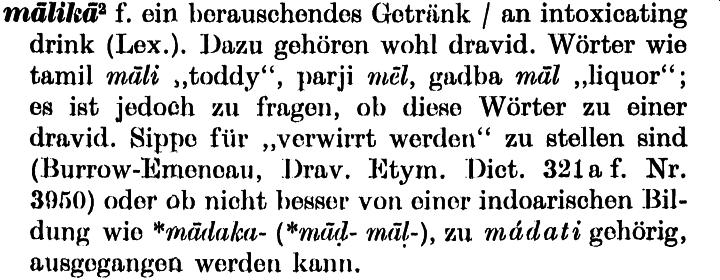 mālikā² f. ein berauschendes Getränk / an intoxicating
drink (Lex.). Dazu gehören wohl dravid. Wörter wie
tamil māli „toddy“, parji mēl, gadba māl „liquor“;
es ist jedoch zu fragen, ob diese Wörter zu einer
dravid. Sippe für „verwirrt werden“ zu stellen sind
(Burrow-Emeneau, Drav. Etym. Dict. 321a f. Nr.
3950) oder ob nicht besser von einer indoarischen Bil-
dung wie *mādaka- (*māḍ- māḷ-), zu mádati gehörig,
ausgegangen werden kann.